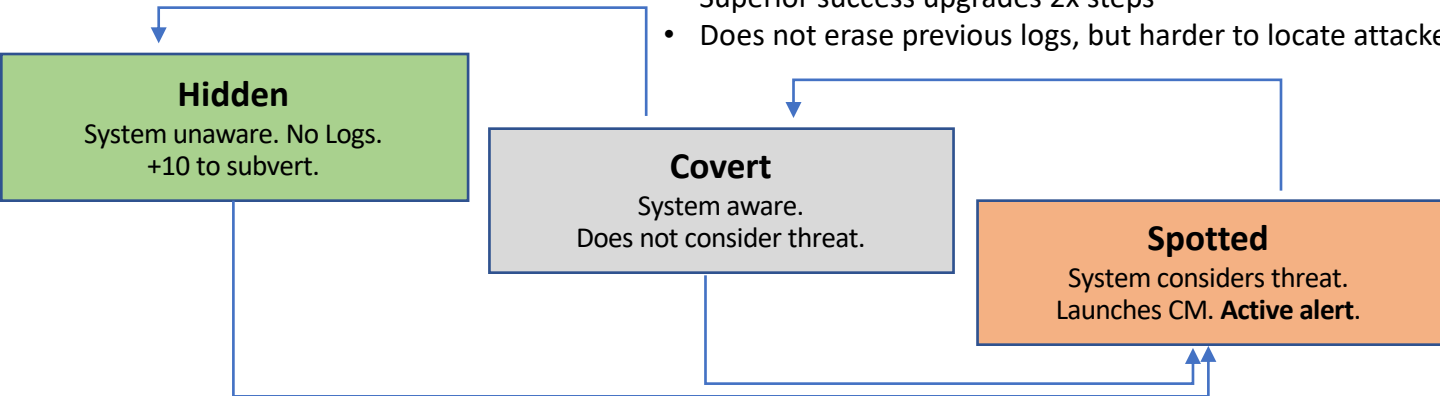 Superior success upgrades 2x steps
• Does not erase previous logs, but harder to locate
Hidden
System unaware. No Logs.
+10 to subvert.
Covert
System aware.
Does not consider threat.
Spotted
System considers threat.
Launches CM. Active alert.